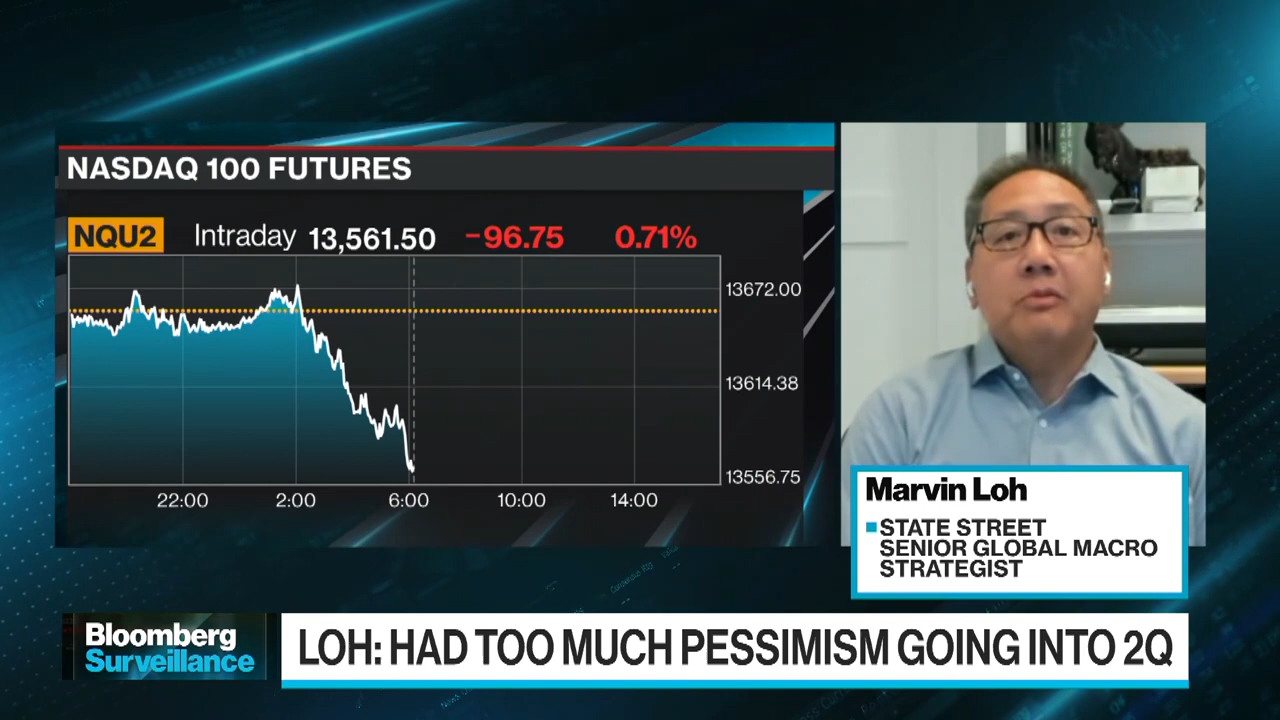 NASDAQ 100 FUTURES
NQU2 Intraday 13,561.50 -96.75 0.71%
13672.00
13614.38
13556.75
22:00 2:00 6:00 10:00 14:00
Marvin Loh
STATE STREET
SENIOR GLOBAL MACRO
STRATEGIST
Bloomberg
Surveillance
LOH: HAD TOO MUCH PESSIMISM GOING INTO 2Q